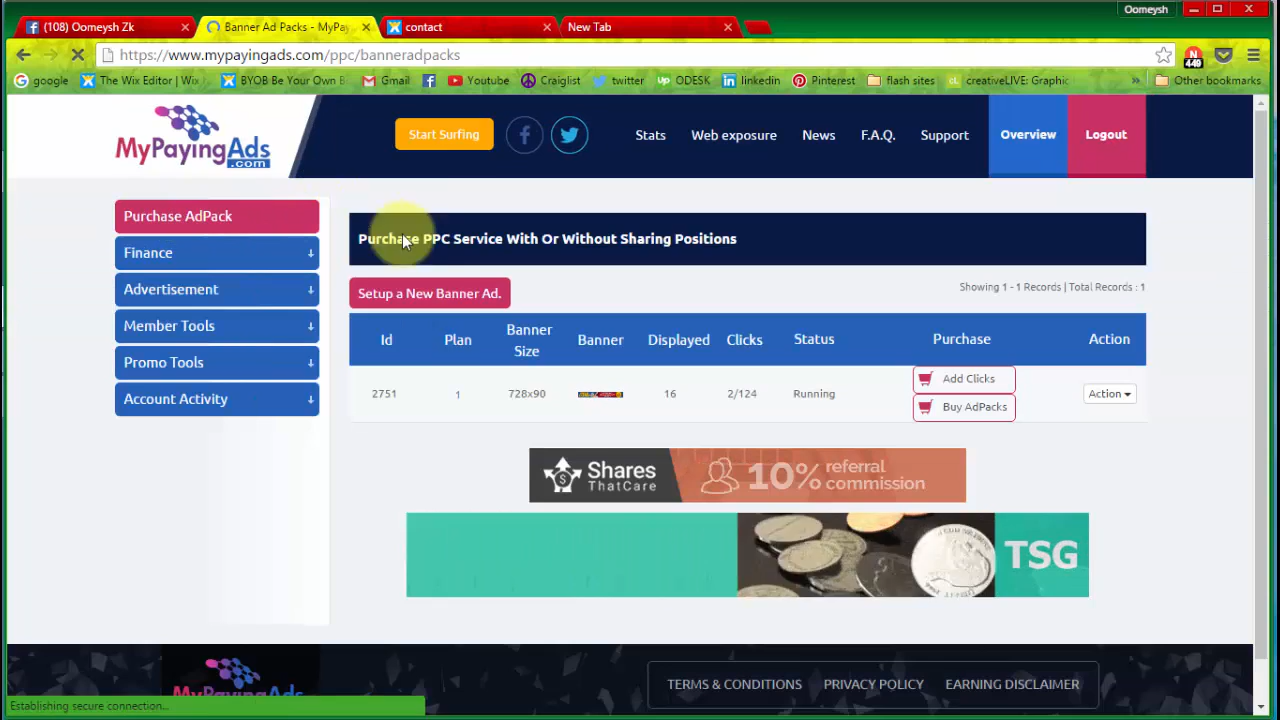 Oomeysh
(108) Oomeysh Zk
Banner Ad Packs - MyPay
contact
New Tab
https://www.mypayingads.com/ppc/banneradpacks
449
google
The Wix Editor | Wix
BYOB Be Your Own B
Gmail
Youtube
Craiglist
twitter
Up ODESK
linkedin
Pinterest
flash sites
creativeLIVE: Graphic
Other bookmarks
MyPayingAds
.com
Start Surfing
Stats
Web exposure
News
F.A.Q.
Support
Overview
Logout
Purchase AdPack
Finance
Advertisement
Member Tools
Promo Tools
Account Activity
Purchase PPC Service With Or Without Sharing Positions
Setup a New Banner Ad.
Showing 1 - 1 Records | Total Records : 1
Id Plan Banner Size Banner Displayed Clicks Status Purchase Action
2751 1 728x90 16 2/124 Running
Add Clicks
Buy AdPacks
Action
Shares
ThatCare
10% referral
commission
TSG
MyPayingAds
TERMS & CONDITIONS PRIVACY POLICY EARNING DISCLAIMER
Establishing secure connection...